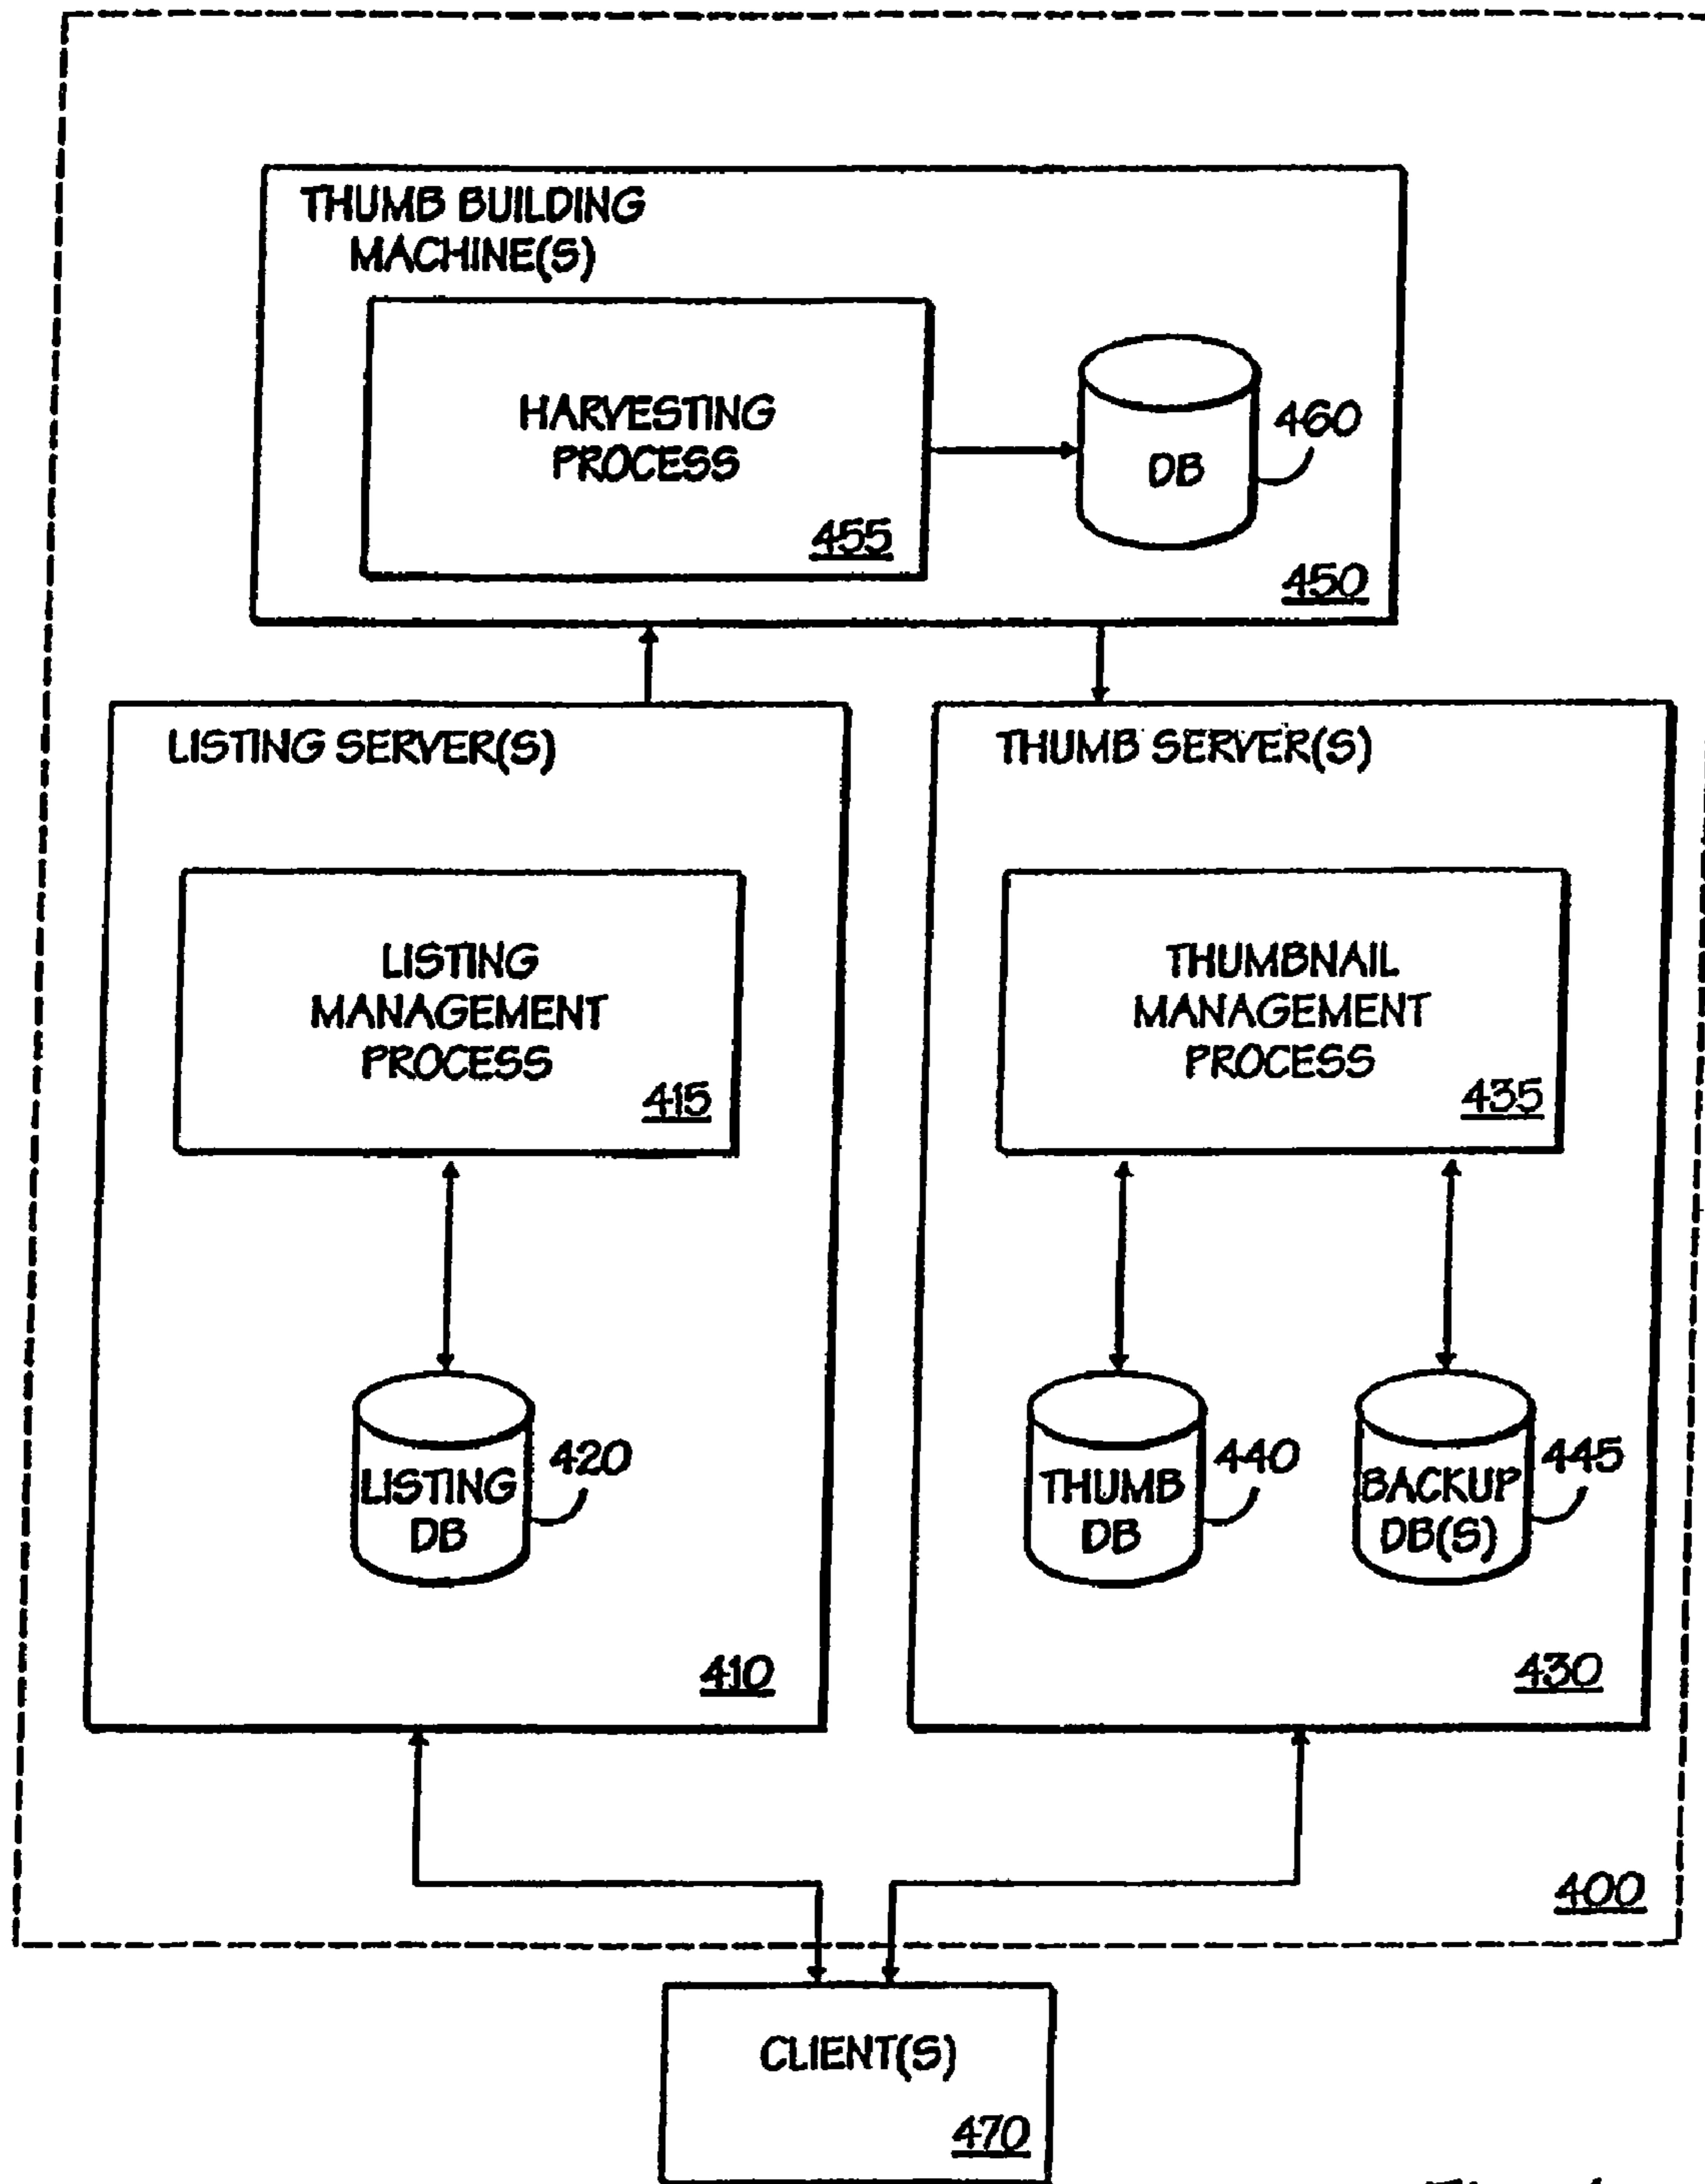 THUMB BUILDING
MACHINE(S)
HARVESTING
PROCESS
455
DB
460
450
LISTING SERVER(S)
LISTING
MANAGEMENT
PROCESS
415
LISTING
DB
420
410
THUMB SERVER(S)
THUMBNAIL
MANAGEMENT
PROCESS
435
THUMB
DB
440
BACKUP
DB(S)
445
430
400
CLIENT(S)
470